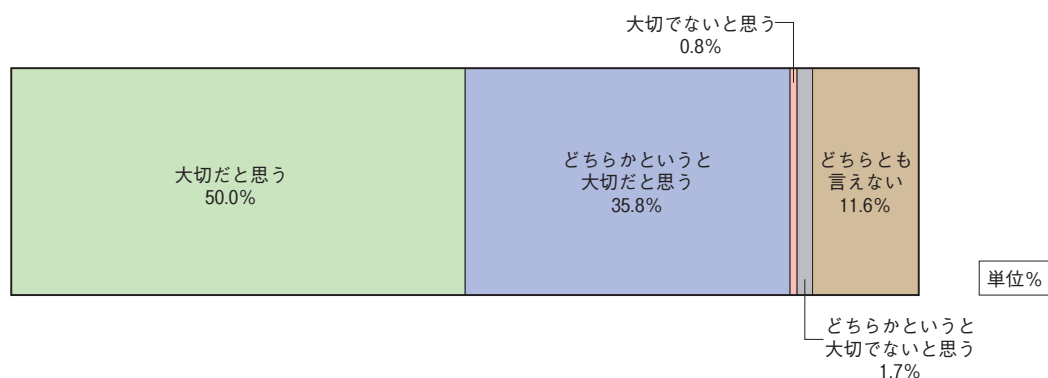 大切でないと思う
0.8%
大切だと思う
50.0%
どちらかというと
大切だと思う
35.8%
どちらとも
言えない
11.6%
単位%
どちらかというと
大切でないと思う
1.7%